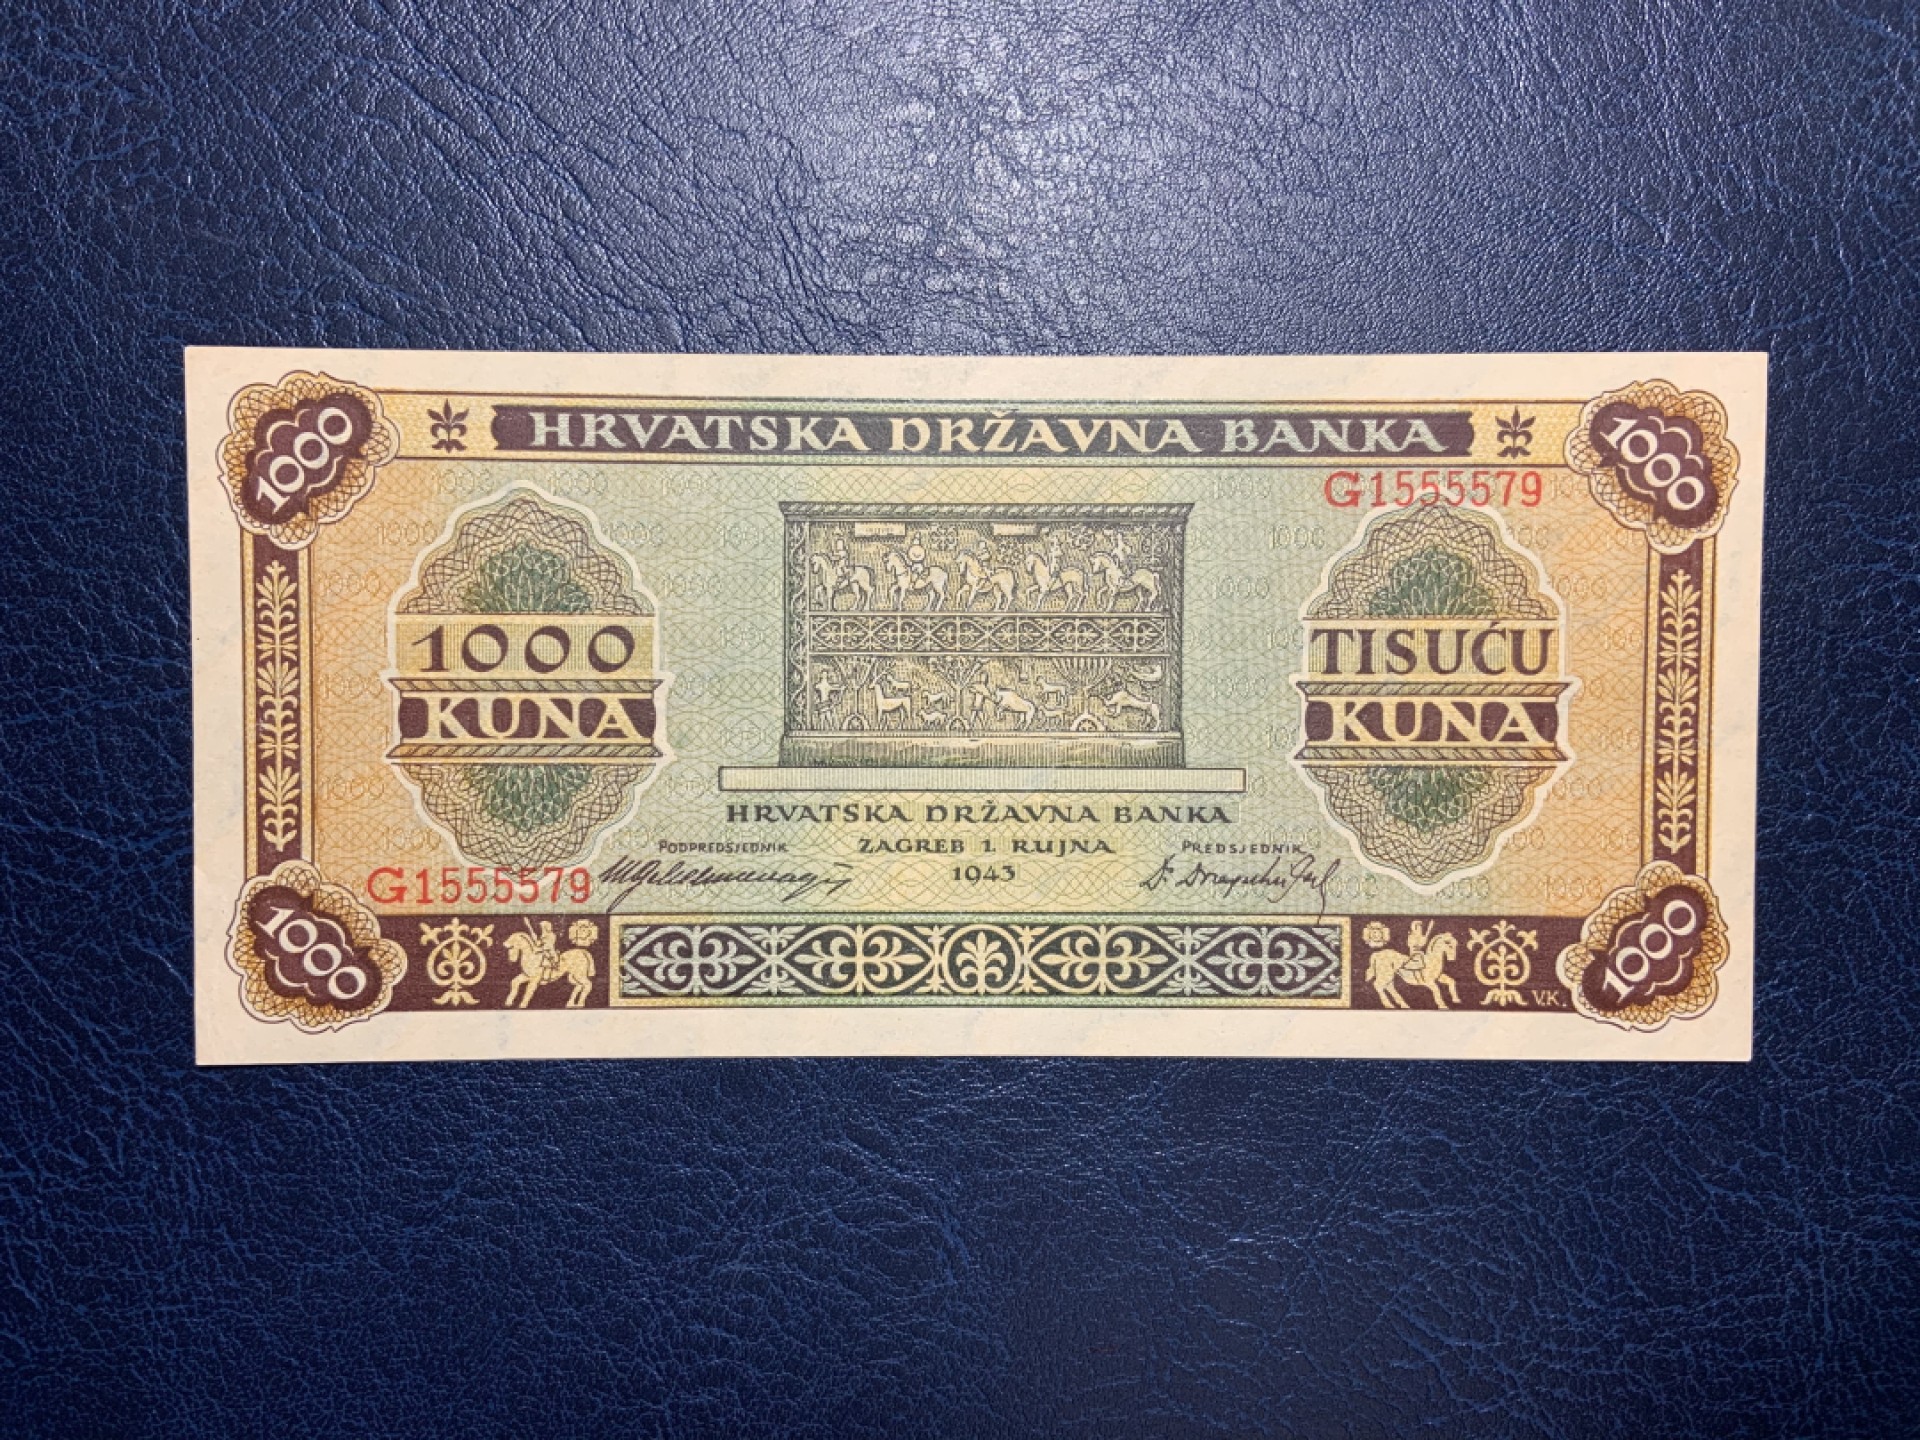 1000
HRVATSKA DRŽAVNA BANKA
1000
G1555579
1000
KUNA
TISUĆU
KUNA
HRVATSKA DRŽAVNA BANKA
PODPREDSJEDNIK
ZAGREB 1. RUJNA
PREDSJEDNIK
1943
G1555579
1000
V.K.
1000